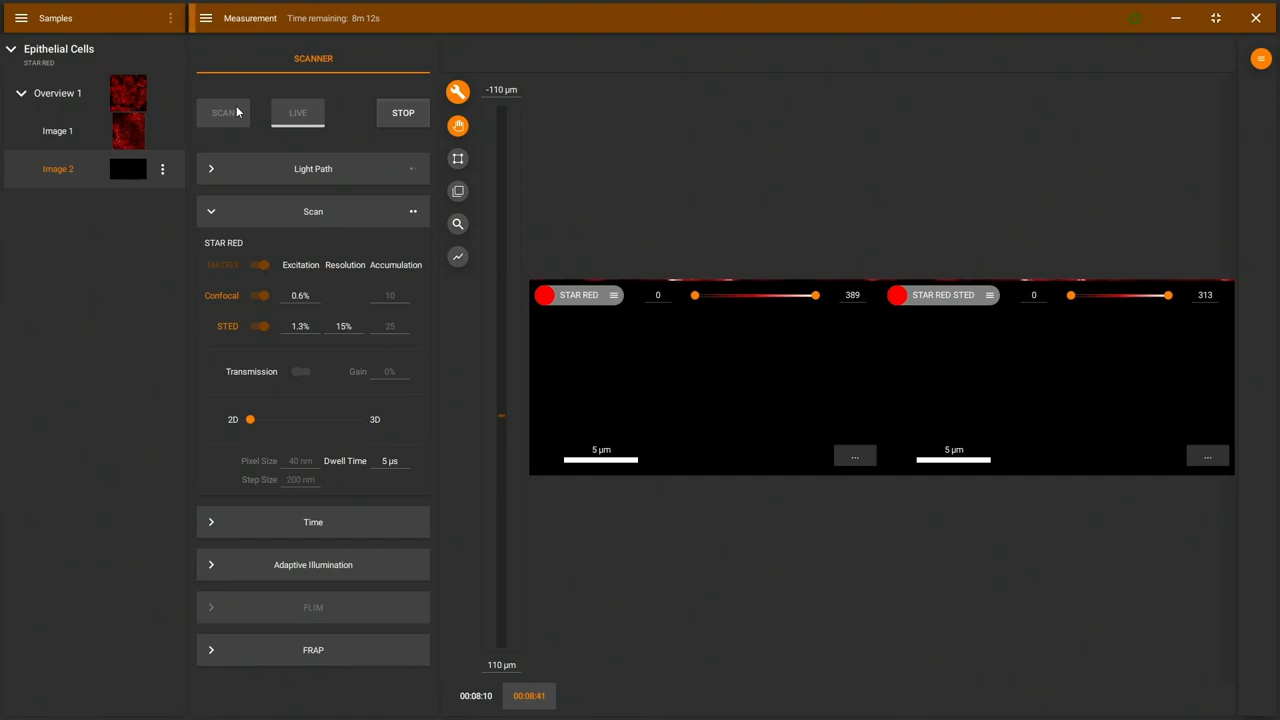 Samples
Measurement
Time remaining: 8m 12s
Epithelial Cells
STAR RED
Overview 1
Image 1
Image 2
SCANNER
SCAN
LIVE
STOP
Light Path
Scan
STAR RED
MATRIX
Excitation
Resolution
Accumulation
Confocal
0.6%
10
STED
1.3%
15%
25
Transmission
Gain
0%
2D
3D
Pixel Size
40 nm
Dwell Time
5 µs
Step Size
200 nm
Time
Adaptive Illumination
FLIM
FRAP
-110 µm
110 µm
00:08:10
00:08:41
STAR RED
0
389
5 µm
...
STAR RED STED
0
313
5 µm
...